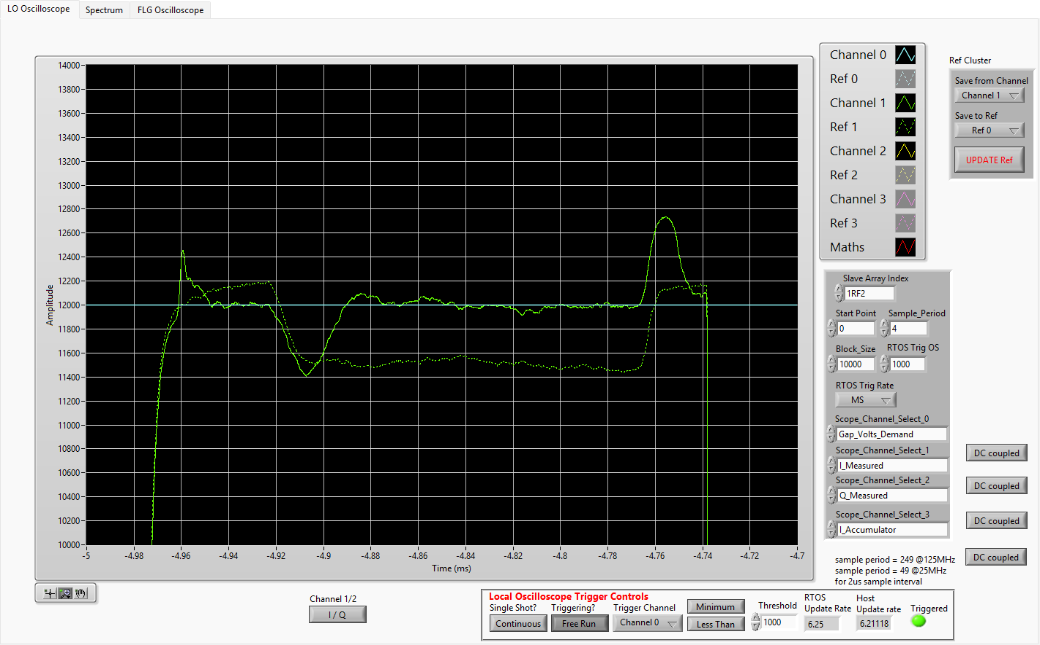 LO Oscilloscope Spectrum FLG Oscilloscope
14000
13800
13600
13400
13200
13000
12800
12600
12400
12200
12000
11800
11600
11400
11200
11000
10800
10600
10400
10200
10000
Amplitude
-5 -4.98 -4.96 -4.94 -4.92 -4.9 -4.88 -4.86 -4.84 -4.82 -4.8 -4.78 -4.76 -4.74 -4.72 -4.7
Time (ms)
Channel 0
Ref 0
Channel 1
Ref 1
Channel 2
Ref 2
Channel 3
Ref 3
Maths
Ref Cluster
Save from Channel
Channel 1
Save to Ref
Ref 0
UPDATE Ref
Slave Array Index
1RF2
Start Point Sample_Period
0 4
Block_Size RTOS Trig OS
10000 1000
RTOS Trig Rate
MS
Scope_Channel_Select_0
Gap_Volts_Demand
Scope_Channel_Select_1
I_Measured
DC coupled
Scope_Channel_Select_2
Q_Measured
DC coupled
Scope_Channel_Select_3
I_Accumulator
DC coupled
DC coupled
sample period = 249 @125MHz
sample period = 49 @25MHz
for 2us sample interval
Channel 1/2
I / Q
Local Oscilloscope Trigger Controls
Single Shot? Triggering? Trigger Channel
Continuous Free Run Channel 0
Minimum
Less Than
Threshold
1000
RTOS
Update Rate
6.25
Host
Update rate
6.21118
Triggered